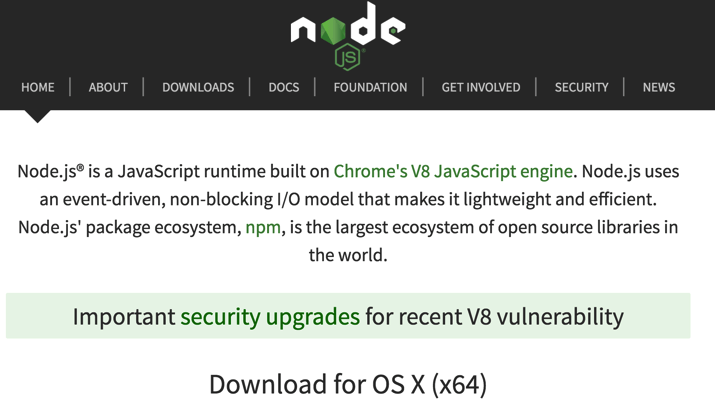 node
JS
HOME ABOUT DOWNLOADS DOCS FOUNDATION GET INVOLVED SECURITY NEWS
Node.js® is a JavaScript runtime built on Chrome's V8 JavaScript engine. Node.js uses
an event-driven, non-blocking I/O model that makes it lightweight and efficient.
Node.js' package ecosystem, npm, is the largest ecosystem of open source libraries in
the world.
Important security upgrades for recent V8 vulnerability
Download for OS X (x64)